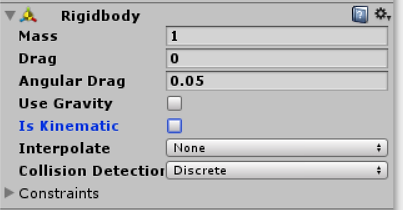 Rigidbody
Mass 1
Drag 0
Angular Drag 0.05
Use Gravity
Is Kinematic
Interpolate None
Collision Detection Discrete
Constraints